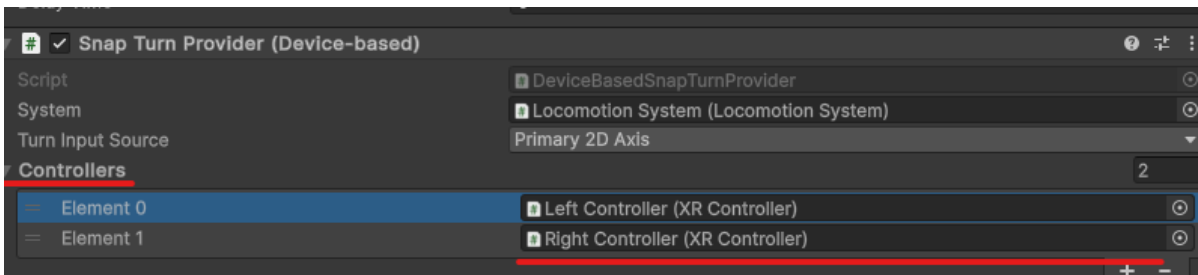 Snap Turn Provider (Device-based)
Script DeviceBasedSnapTurnProvider
System Locomotion System (Locomotion System)
Turn Input Source Primary 2D Axis
Controllers 2
Element 0 Left Controller (XR Controller)
Element 1 Right Controller (XR Controller)